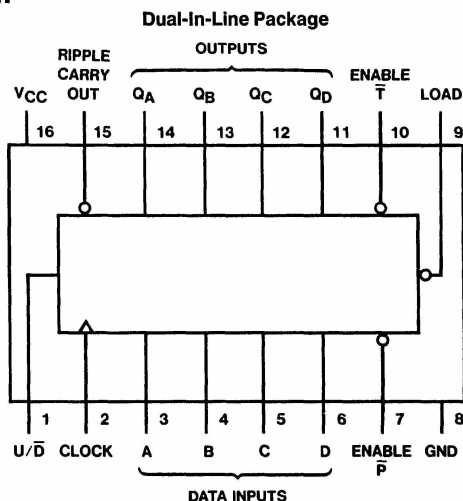 Dual-In-Line Package
OUTPUTS
RIPPLE
CARRY
OUT
VCC
QA
QB
QC
QD
ENABLE
T̅
LOAD
16
15
14
13
12
11
10
9
1
2
3
4
5
6
7
8
U/D̅
CLOCK
A
B
C
D
ENABLE
P̅
GND
DATA INPUTS